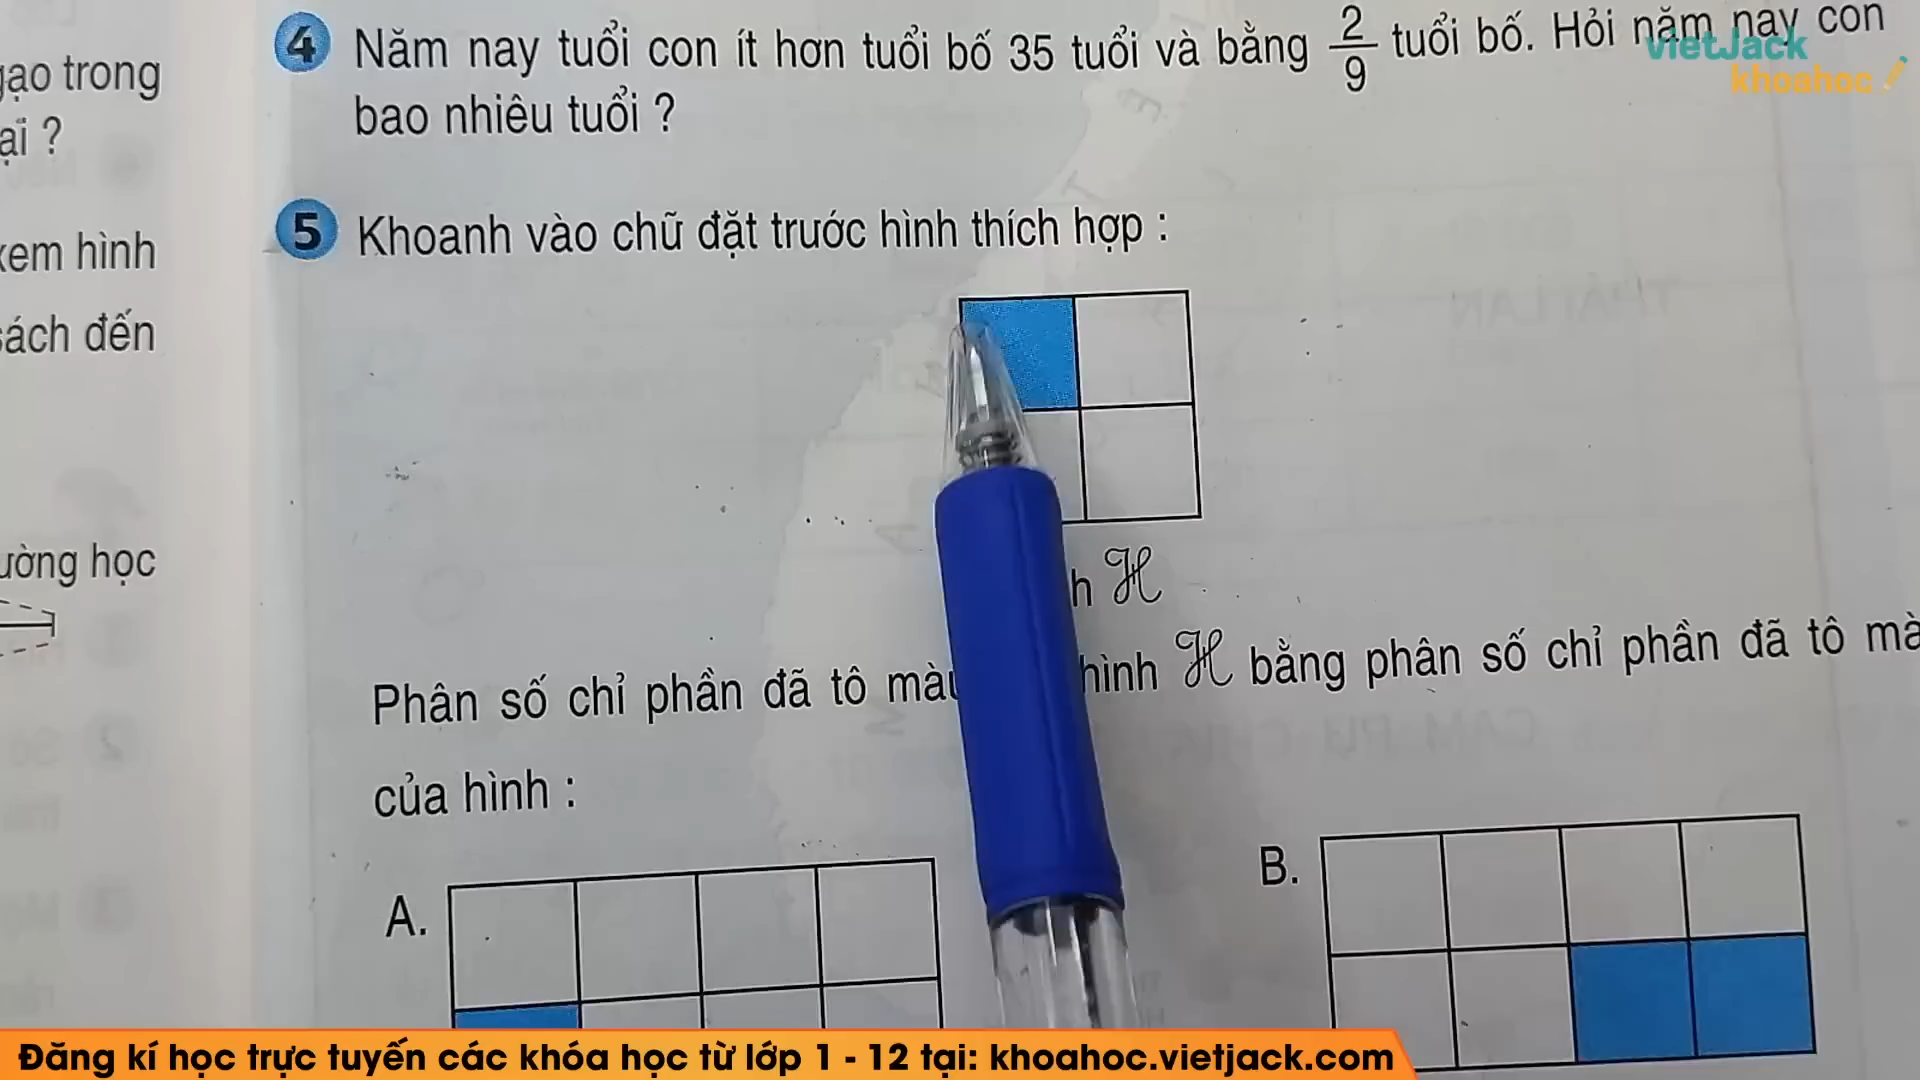 gạo trong
ại ?
xem hình
sách đến
ường học
4 Năm nay tuổi con ít hơn tuổi bố 35 tuổi và bằng 2/9 tuổi bố. Hỏi năm nay con
bao nhiêu tuổi ?
5 Khoanh vào chữ đặt trước hình thích hợp :
h H
Phân số chỉ phần đã tô màu hình H bằng phân số chỉ phần đã tô mà
của hình :
A.
B.
vietJack
khoahoc
Đăng kí học trực tuyến các khóa học từ lớp 1 - 12 tại: khoahoc.vietjack.com